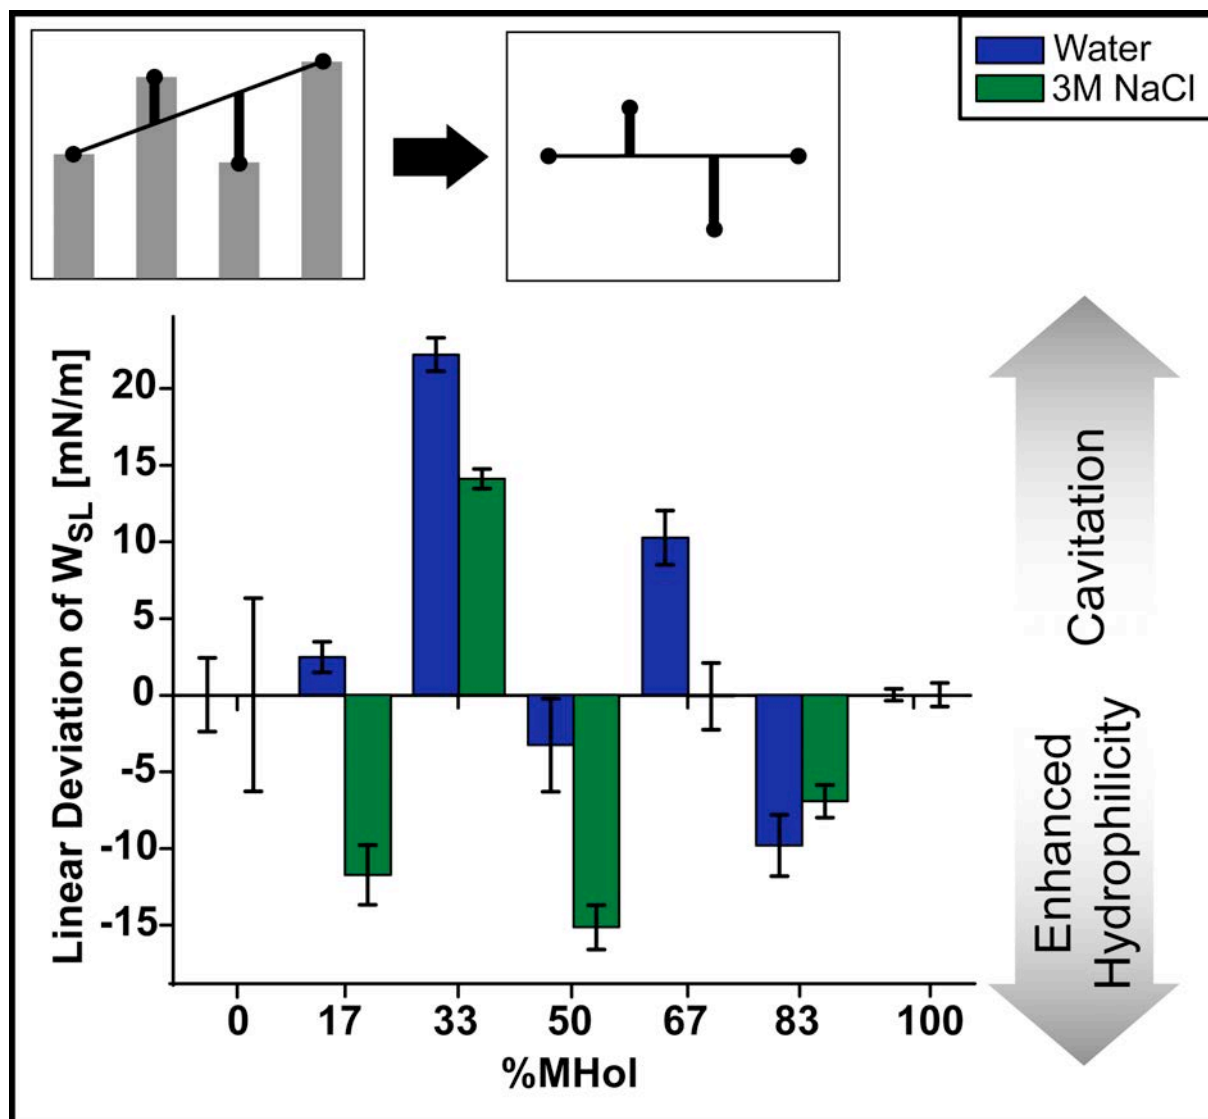 Water
3M NaCl
Linear Deviation of W_SL [mN/m]
20
15
10
5
0
-5
-10
-15
0 17 33 50 67 83 100
%MHol
Cavitation
Enhanced
Hydrophilicity